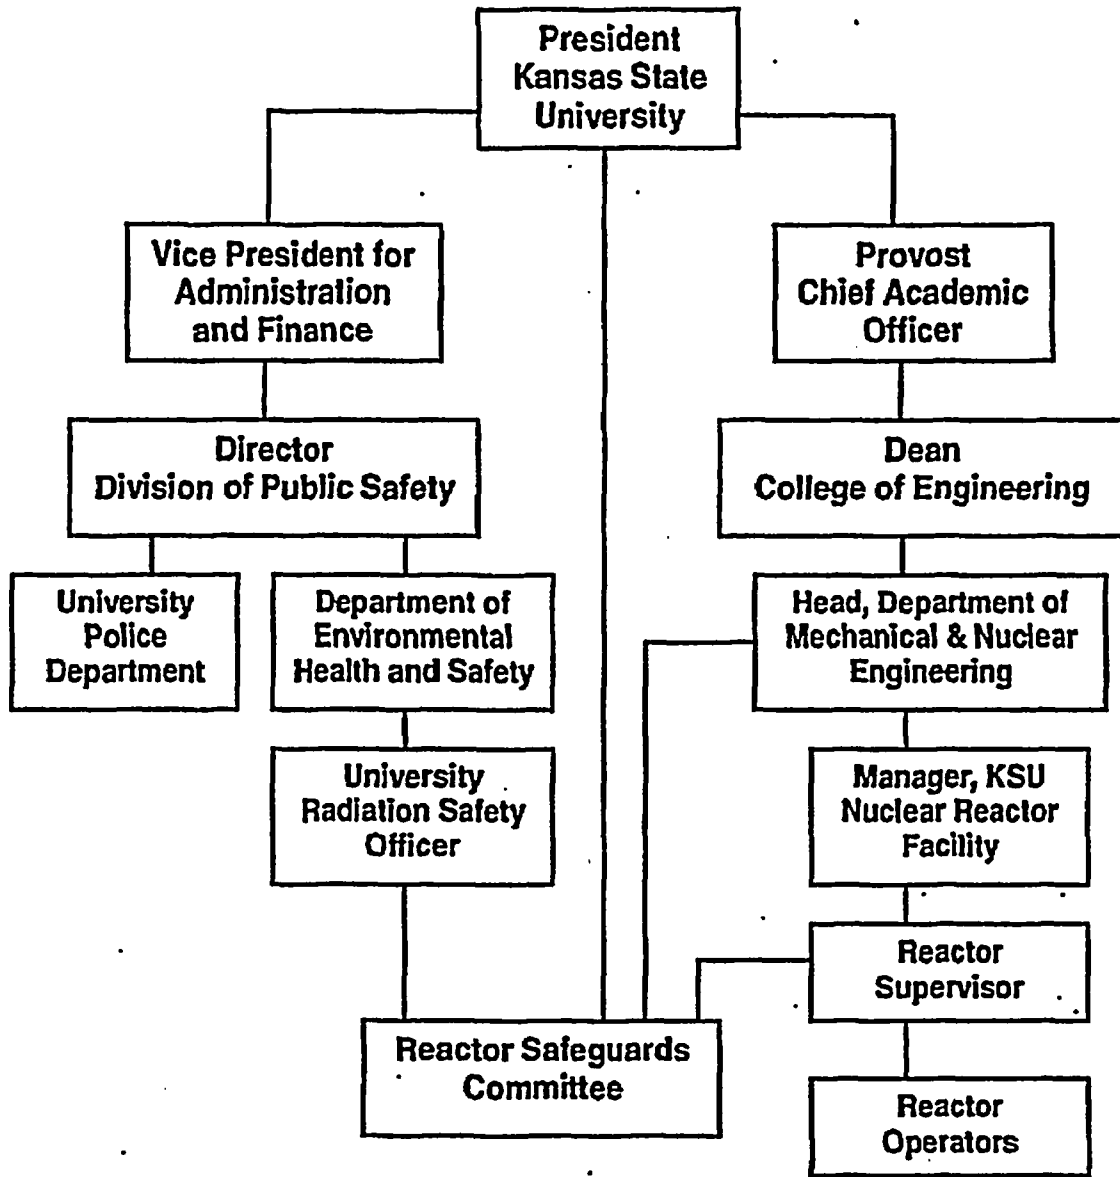 President
Kansas State
University
Vice President for
Administration
and Finance
Provost
Chief Academic
Officer
Director
Division of Public Safety
Dean
College of Engineering
University
Police
Department
Department of
Environmental
Health and Safety
Head, Department of
Mechanical & Nuclear
Engineering
University
Radiation Safety
Officer
Manager, KSU
Nuclear Reactor
Facility
Reactor
Supervisor
Reactor Safeguards
Committee
Reactor
Operators